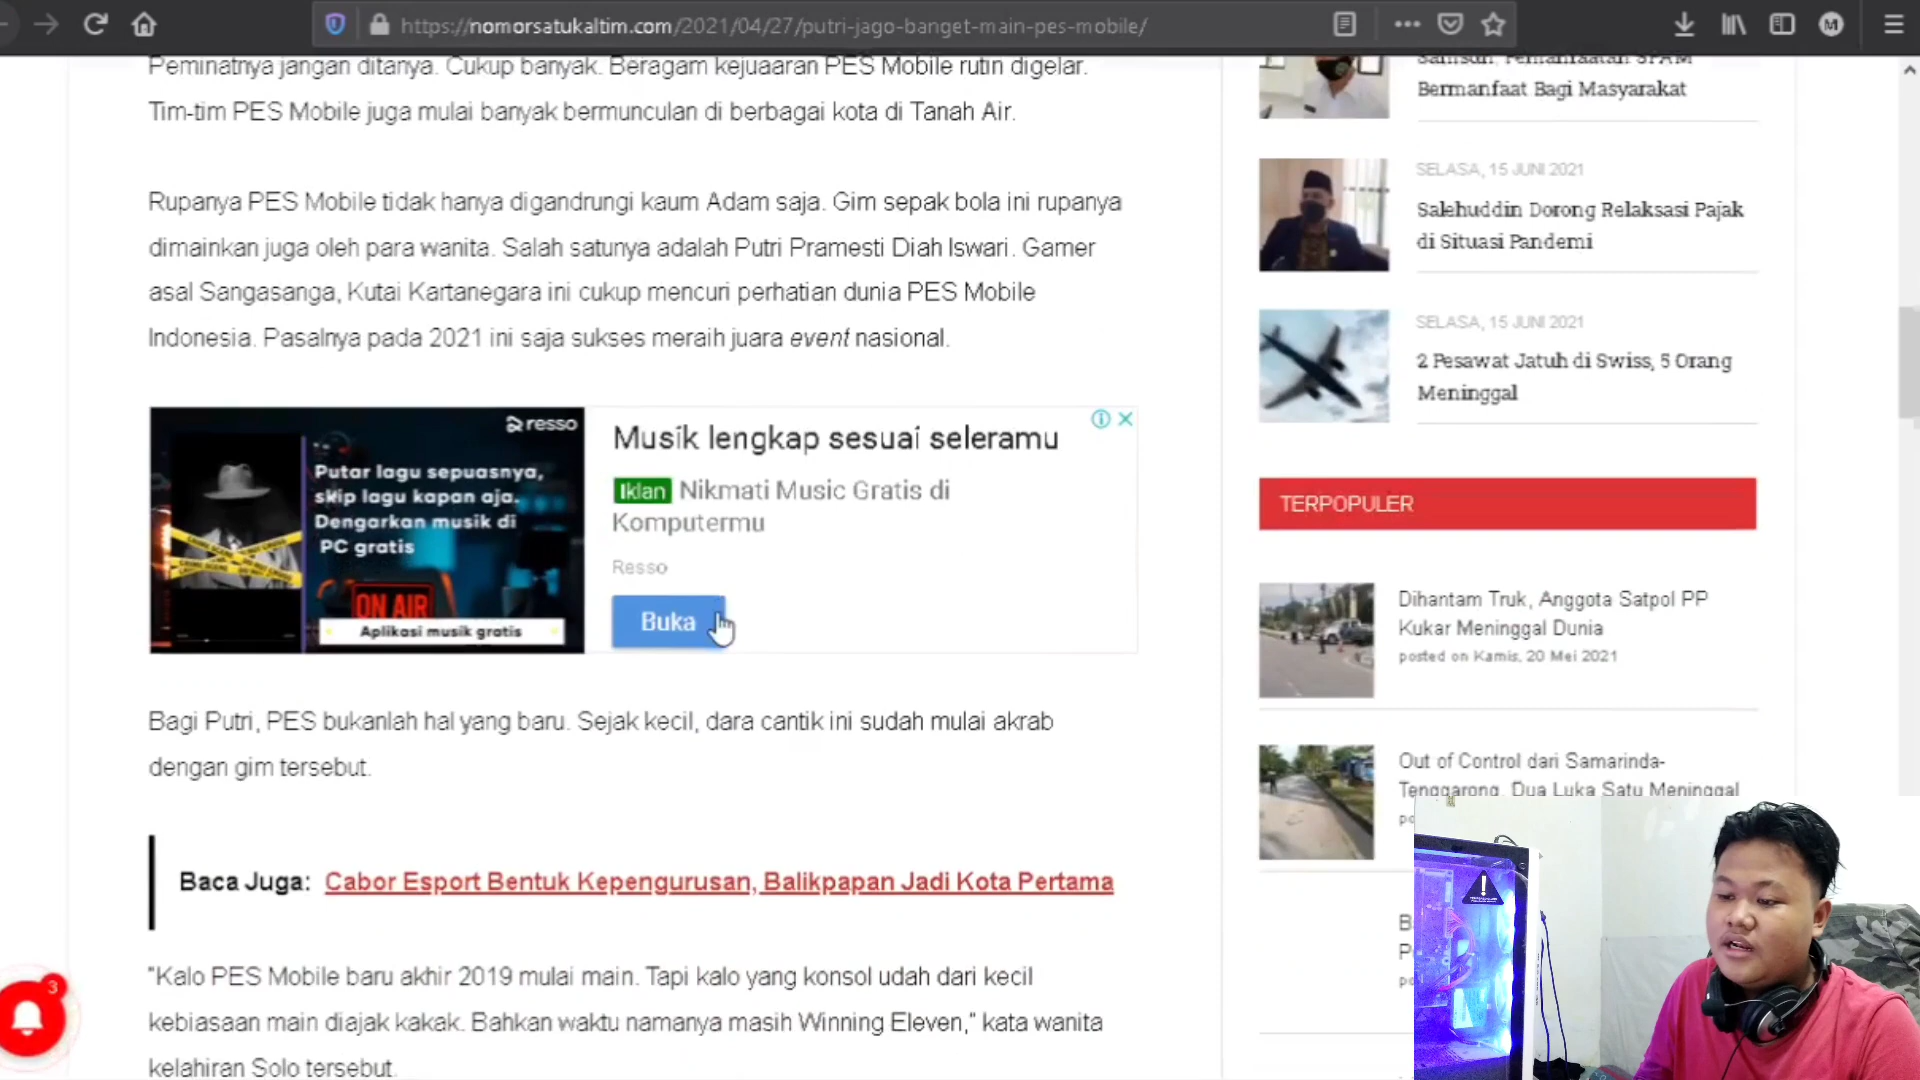 https://nomorsatukaltim.com/2021/04/27/putri-jago-banget-main-pes-mobile/
M
Peminatnya jangan ditanya. Cukup banyak. Beragam kejuaaran PES Mobile rutin digelar.
Tim-tim PES Mobile juga mulai banyak bermunculan di berbagai kota di Tanah Air.
Rupanya PES Mobile tidak hanya digandrungi kaum Adam saja. Gim sepak bola ini rupanya
dimainkan juga oleh para wanita. Salah satunya adalah Putri Pramesti Diah Iswari. Gamer
asal Sangasanga, Kutai Kartanegara ini cukup mencuri perhatian dunia PES Mobile
Indonesia. Pasalnya pada 2021 ini saja sukses meraih juara event nasional.
resso
Putar lagu sepuasnya,
skip lagu kapan aja.
Dengarkan musik di
PC gratis
ON AIR
Aplikasi musik gratis
Musik lengkap sesuai seleramu
Iklan Nikmati Music Gratis di
Komputermu
Resso
Buka
Bagi Putri, PES bukanlah hal yang baru. Sejak kecil, dara cantik ini sudah mulai akrab
dengan gim tersebut.
Baca Juga: Cabor Esport Bentuk Kepengurusan, Balikpapan Jadi Kota Pertama
"Kalo PES Mobile baru akhir 2019 mulai main. Tapi kalo yang konsol udah dari kecil
kebiasaan main diajak kakak. Bahkan waktu namanya masih Winning Eleven," kata wanita
kelahiran Solo tersebut.
3
Samsun, Pemanfaatan SPAM
Bermanfaat Bagi Masyarakat
SELASA, 15 JUNI 2021
Salehuddin Dorong Relaksasi Pajak
di Situasi Pandemi
SELASA, 15 JUNI 2021
2 Pesawat Jatuh di Swiss, 5 Orang
Meninggal
TERPOPULER
Dihantam Truk, Anggota Satpol PP
Kukar Meninggal Dunia
posted on Kamis, 20 Mei 2021
Out of Control dari Samarinda-
Tenggarong, Dua Luka Satu Meninggal
po
B
P
po